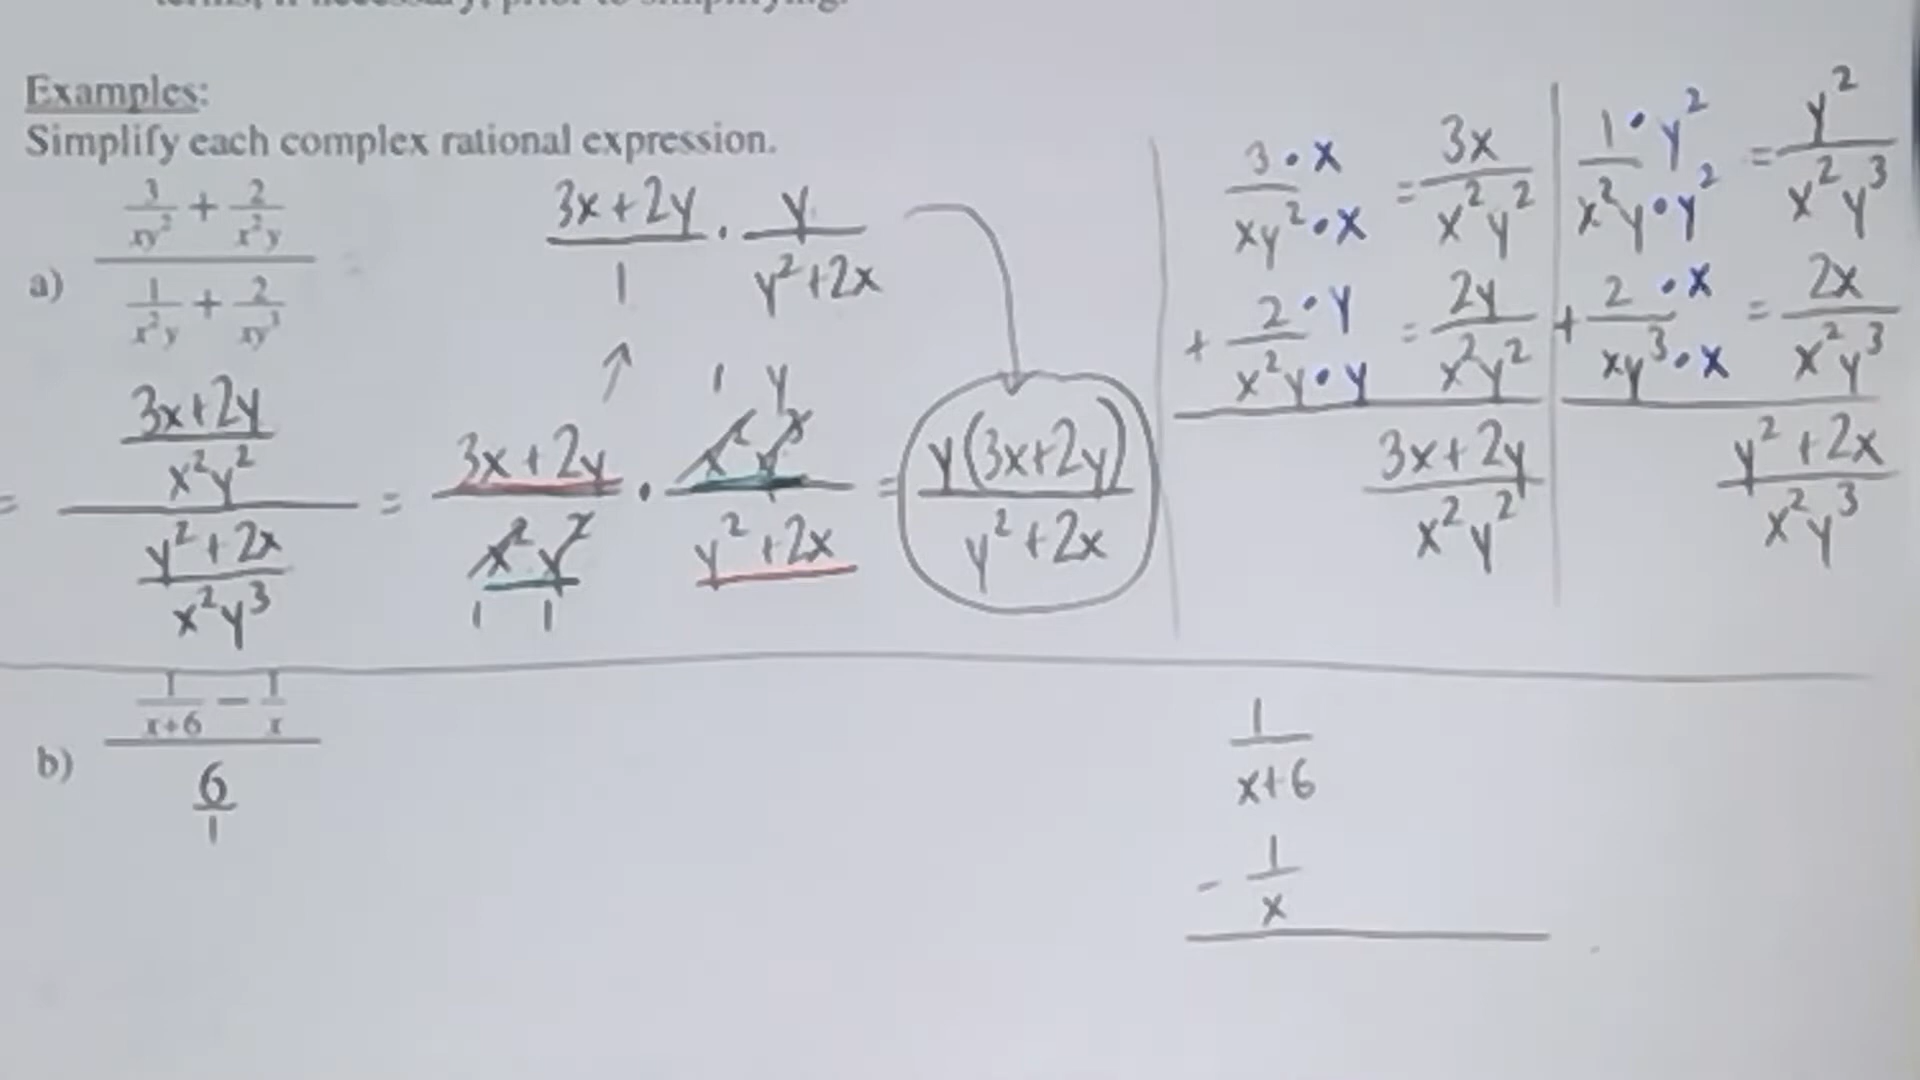 Examples:
Simplify each complex rational expression.
a) (3/xy² + 2/x²y) / (1/x²y + 2/xy³)
(3x+2y)/1 · y/(y²+2x)
= ((3x+2y)/(x²y²)) / ((y²+2x)/(x²y³)) = (3x+2y)/(x²y²) · (x²y³)/(y²+2x) = y(3x+2y)/(y²+2x)
1 y
1 1
3·x/xy²·x = 3x/x²y²
+ 2·y/x²y·y = 2y/x²y²
(3x+2y)/(x²y²)
1·y²/x²y·y² = y²/x²y³
+ 2·x/xy³·x = 2x/x²y³
(y²+2x)/(x²y³)
b) (1/(x+6) − 1/x) / (6/1)
1/(x+6)
- 1/x